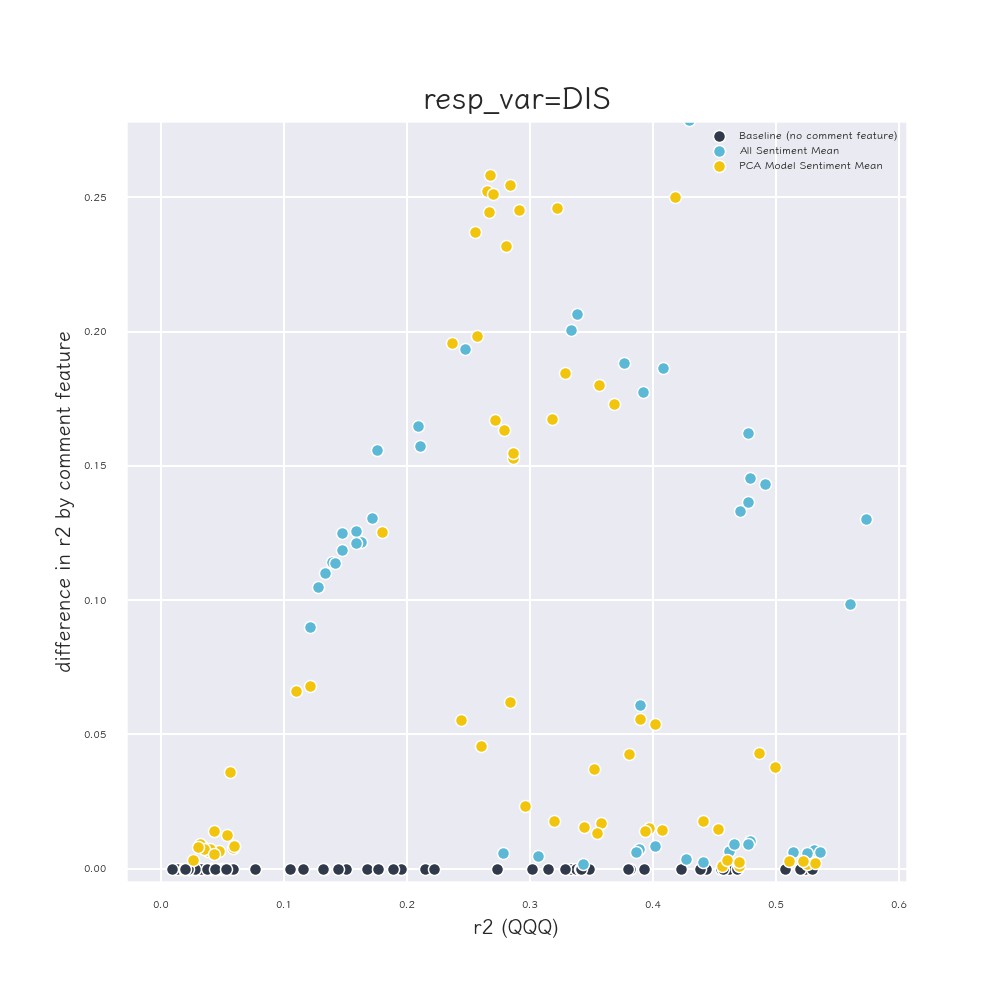 resp_var=DIS
Baseline (no comment feature)
All Sentiment Mean
PCA Model Sentiment Mean
difference in r2 by comment feature
0.25
0.20
0.15
0.10
0.05
0.00
0.0 0.1 0.2 0.3 0.4 0.5 0.6
r2 (QQQ)